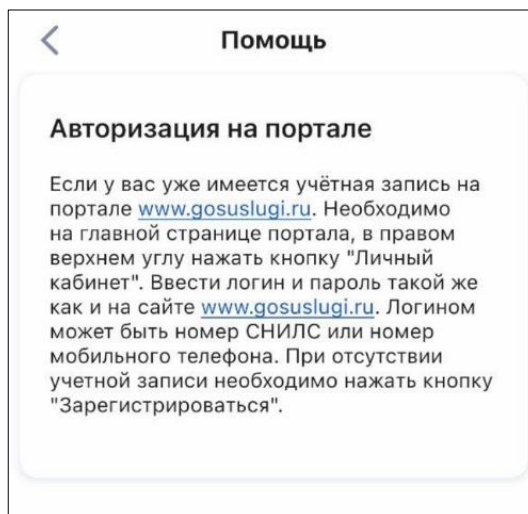 Помощь
Авторизация на портале
Если у вас уже имеется учётная запись на
портале www.gosuslugi.ru. Необходимо
на главной странице портала, в правом
верхнем углу нажать кнопку "Личный
кабинет". Ввести логин и пароль такой же
как и на сайте www.gosuslugi.ru. Логином
может быть номер СНИЛС или номер
мобильного телефона. При отсутствии
учетной записи необходимо нажать кнопку
"Зарегистрироваться".